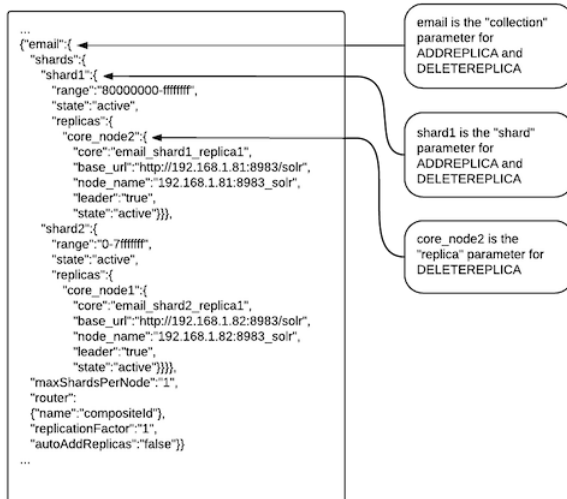 ...
{"email":{
"shards":{
"shard1":{
"range":"80000000-ffffffff",
"state":"active",
"replicas":{
"core_node2":{
"core":"email_shard1_replica1",
"base_url":"http://192.168.1.81:8983/solr",
"node_name":"192.168.1.81:8983_solr",
"leader":"true",
"state":"active"}}},
"shard2":{
"range":"0-7fffffff",
"state":"active",
"replicas":{
"core_node1":{
"core":"email_shard2_replica1",
"base_url":"http://192.168.1.82:8983/solr",
"node_name":"192.168.1.82:8983_solr",
"leader":"true",
"state":"active"}}}},
"maxShardsPerNode":"1",
"router":
{"name":"compositeId"},
"replicationFactor":"1",
"autoAddReplicas":"false"}}
...
email is the "collection"
parameter for
ADDREPLICA and
DELETEREPLICA
shard1 is the "shard"
parameter for
ADDREPLICA and
DELETEREPLICA
core_node2 is the
"replica" parameter for
DELETEREPLICA